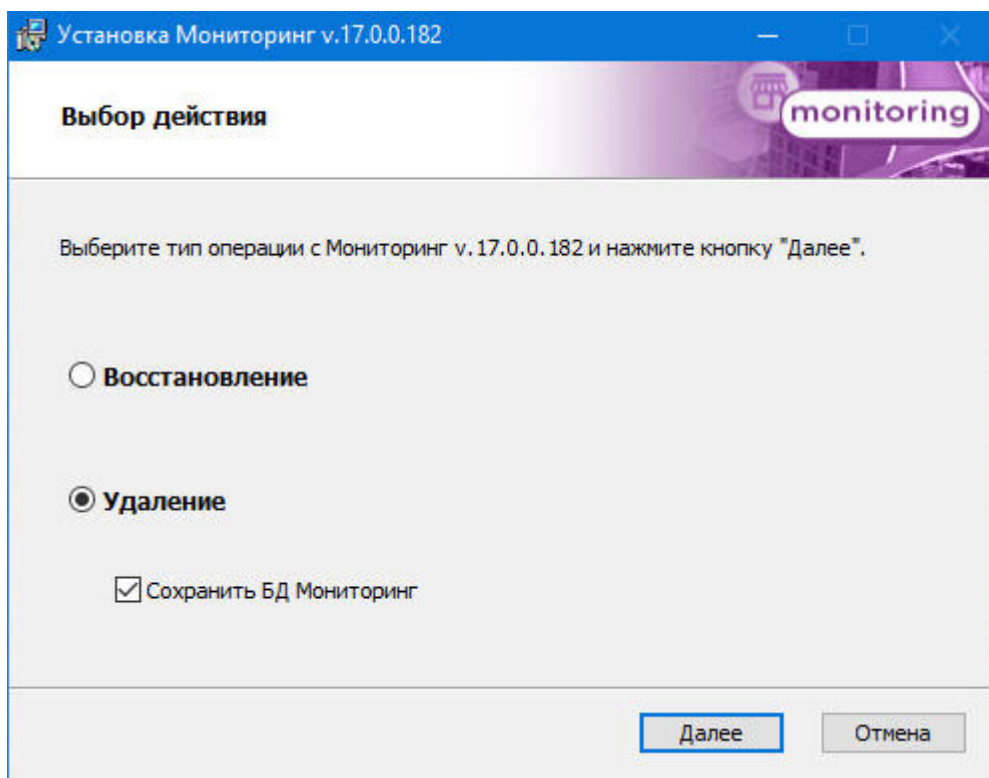 Установка Мониторинг v.17.0.0.182
Выбор действия
monitoring
Выберите тип операции с Мониторинг v.17.0.0.182 и нажмите кнопку "Далее".
Восстановление
Удаление
Сохранить БД Мониторинг
Далее
Отмена